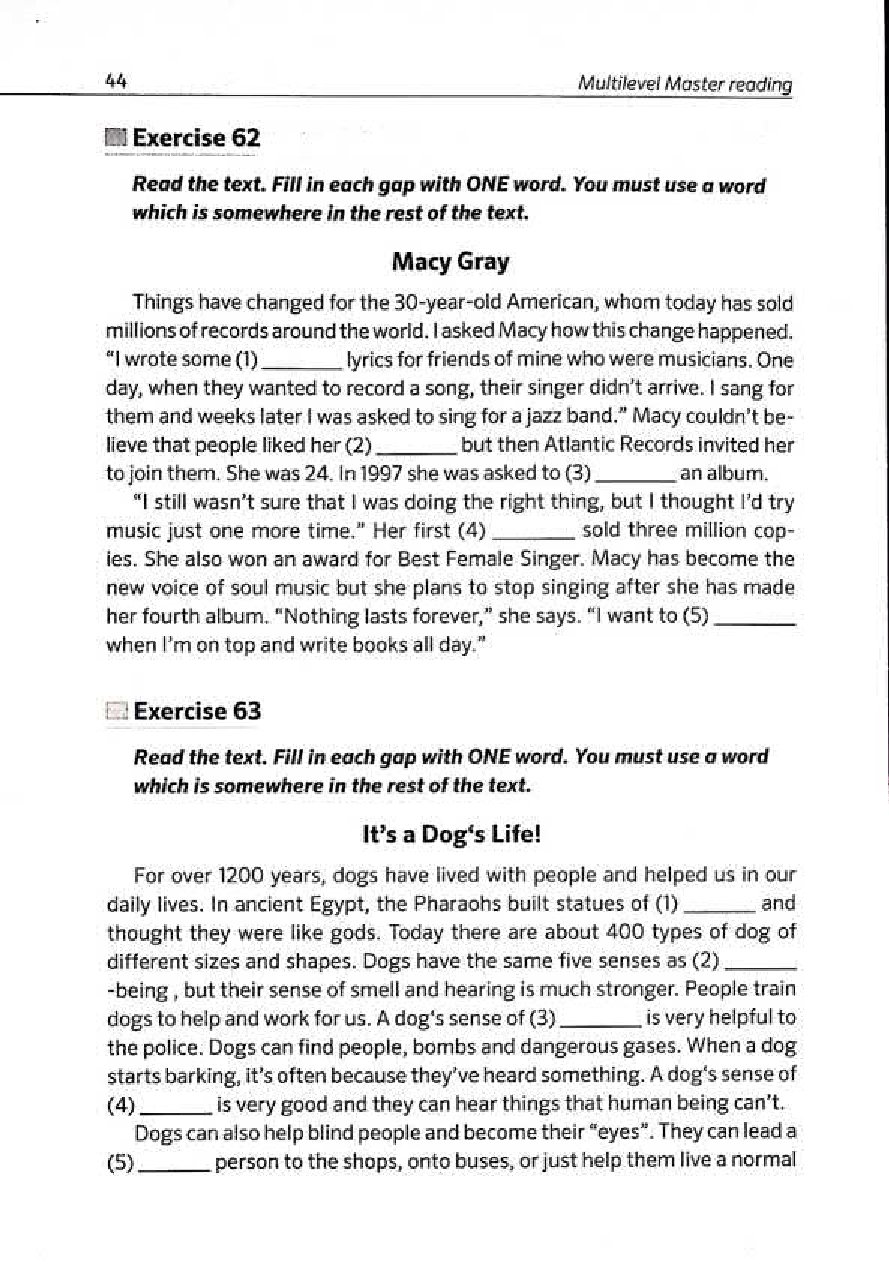 44
Multilevel Master reading
Exercise 62
Read the text. Fill in each gap with ONE word. You must use a word
which is somewhere in the rest of the text.
Macy Gray
Things have changed for the 30-year-old American, whom today has sold
millions of records around the world. I asked Macy how this change happened.
"I wrote some (1) ________ lyrics for friends of mine who were musicians. One
day, when they wanted to record a song, their singer didn't arrive. I sang for
them and weeks later I was asked to sing for a jazz band." Macy couldn't be-
lieve that people liked her (2) ________ but then Atlantic Records invited her
to join them. She was 24. In 1997 she was asked to (3) ________ an album.
"I still wasn't sure that I was doing the right thing, but I thought I'd try
music just one more time." Her first (4) ________ sold three million cop-
ies. She also won an award for Best Female Singer. Macy has become the
new voice of soul music but she plans to stop singing after she has made
her fourth album. "Nothing lasts forever," she says. "I want to (5) ________
when I'm on top and write books all day."
Exercise 63
Read the text. Fill in each gap with ONE word. You must use a word
which is somewhere in the rest of the text.
It's a Dog‘s Life!
For over 1200 years, dogs have lived with people and helped us in our
daily lives. In ancient Egypt, the Pharaohs built statues of (1) _______ and
thought they were like gods. Today there are about 400 types of dog of
different sizes and shapes. Dogs have the same five senses as (2) _______
-being , but their sense of smell and hearing is much stronger. People train
dogs to help and work for us. A dog‘s sense of (3) ________ is very helpful to
the police. Dogs can find people, bombs and dangerous gases. When a dog
starts barking, it's often because they've heard something. A dog‘s sense of
(4) _______ is very good and they can hear things that human being can't.
Dogs can also help blind people and become their "eyes". They can lead a
(5) _______ person to the shops, onto buses, or just help them live a normal